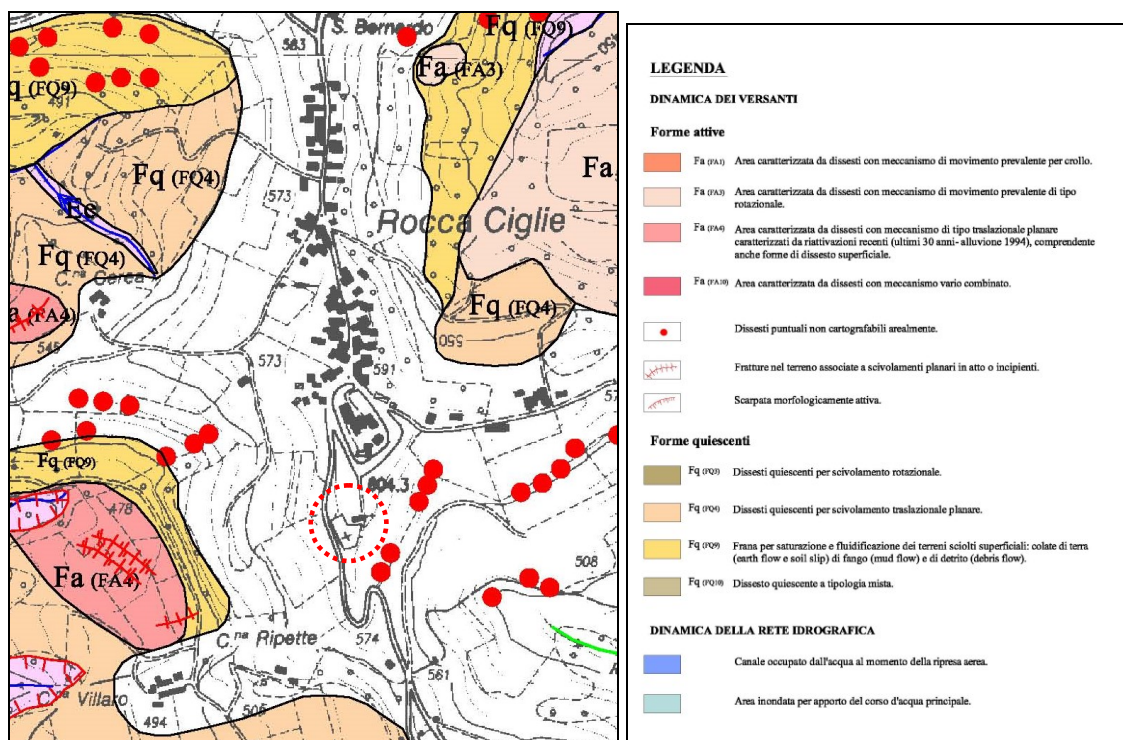 S. Bernardo
Fq (FQ9)
583
Fa (FA3)
q (FQ9)
491
Fq (FQ4)
573
Fa
Ee
Rocca Ciglie
Fq (FQ4)
C.na Gerca
Fq (FQ4)
a (FA4)
550
545
573
591
Fq (FQ9)
604.3
478
Fa (FA4)
508
C.na Ripette
574
561
C.na Villaro
494
505
LEGENDA
DINAMICA DEI VERSANTI
Forme attive
Fa (FA1) Area caratterizzata da dissesti con meccanismo di movimento prevalente per crollo.
Fa (FA3) Area caratterizzata da dissesti con meccanismo di movimento prevalente di tipo
rotazionale.
Fa (FA4) Area caratterizzata da dissesti con meccanismo di tipo traslazionale planare
caratterizzati da riattivazioni recenti (ultimi 30 anni- alluvione 1994), comprendente
anche forme di dissesto superficiale.
Fa (FA10) Area caratterizzata da dissesti con meccanismo vario combinato.
Dissesti puntuali non cartografabili arealmente.
Fratture nel terreno associate a scivolamenti planari in atto o incipienti.
Scarpata morfologicamente attiva.
Forme quiescenti
Fq (FQ3) Dissesti quiescenti per scivolamento rotazionale.
Fq (FQ4) Dissesti quiescenti per scivolamento traslazionale planare.
Fq (FQ9) Frana per saturazione e fluidificazione dei terreni sciolti superficiali: colate di terra
(earth flow e soil slip) di fango (mud flow) e di detrito (debris flow).
Fq (FQ10) Dissesto quiescente a tipologia mista.
DINAMICA DELLA RETE IDROGRAFICA
Canale occupato dall'acqua al momento della ripresa aerea.
Area inondata per apporto del corso d'acqua principale.